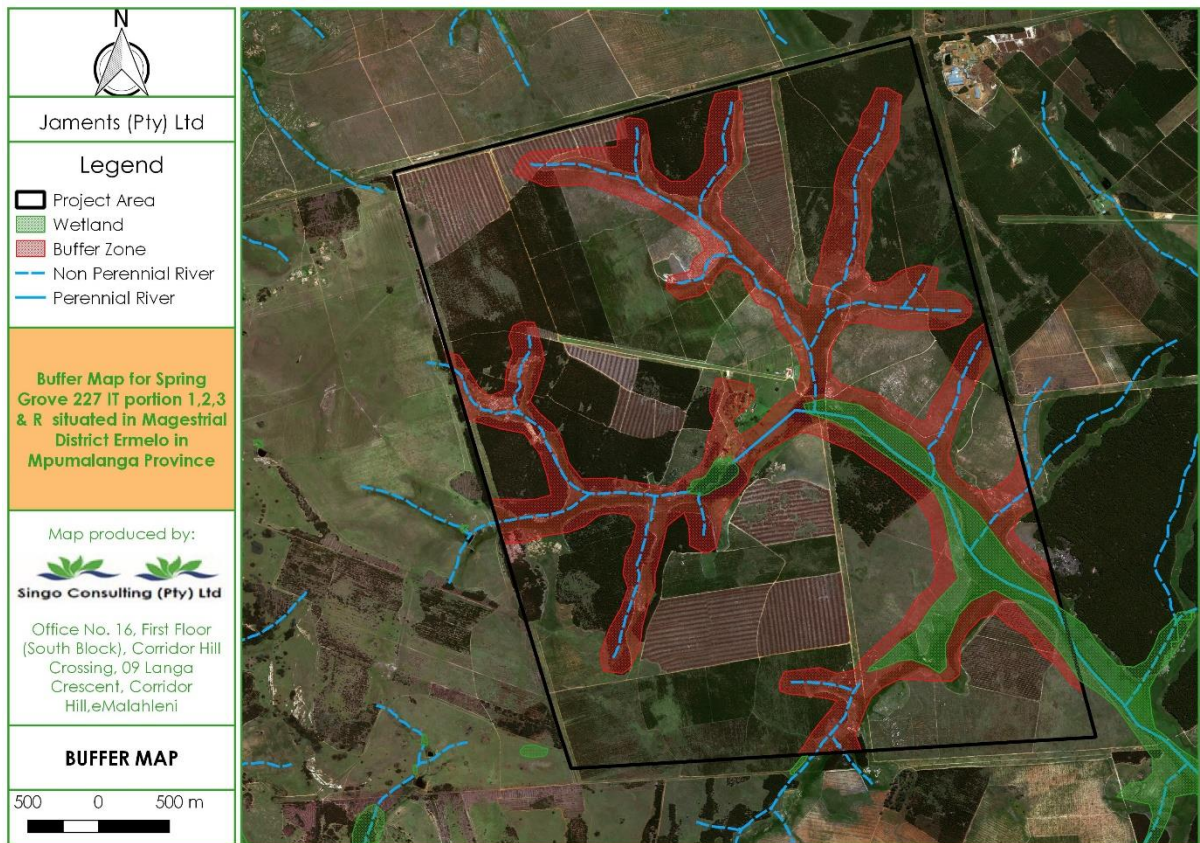 N
Jaments (Pty) Ltd
Legend
Project Area
Wetland
Buffer Zone
Non Perennial River
Perennial River
Buffer Map for Spring
Grove 227 IT portion 1,2,3
& R situated in Magestrial
District Ermelo in
Mpumalanga Province
Map produced by:
Singo Consulting (Pty) Ltd
Office No. 16, First Floor
(South Block), Corridor Hill
Crossing, 09 Langa
Crescent, Corridor
Hill,eMalahleni
BUFFER MAP
500 0 500 m